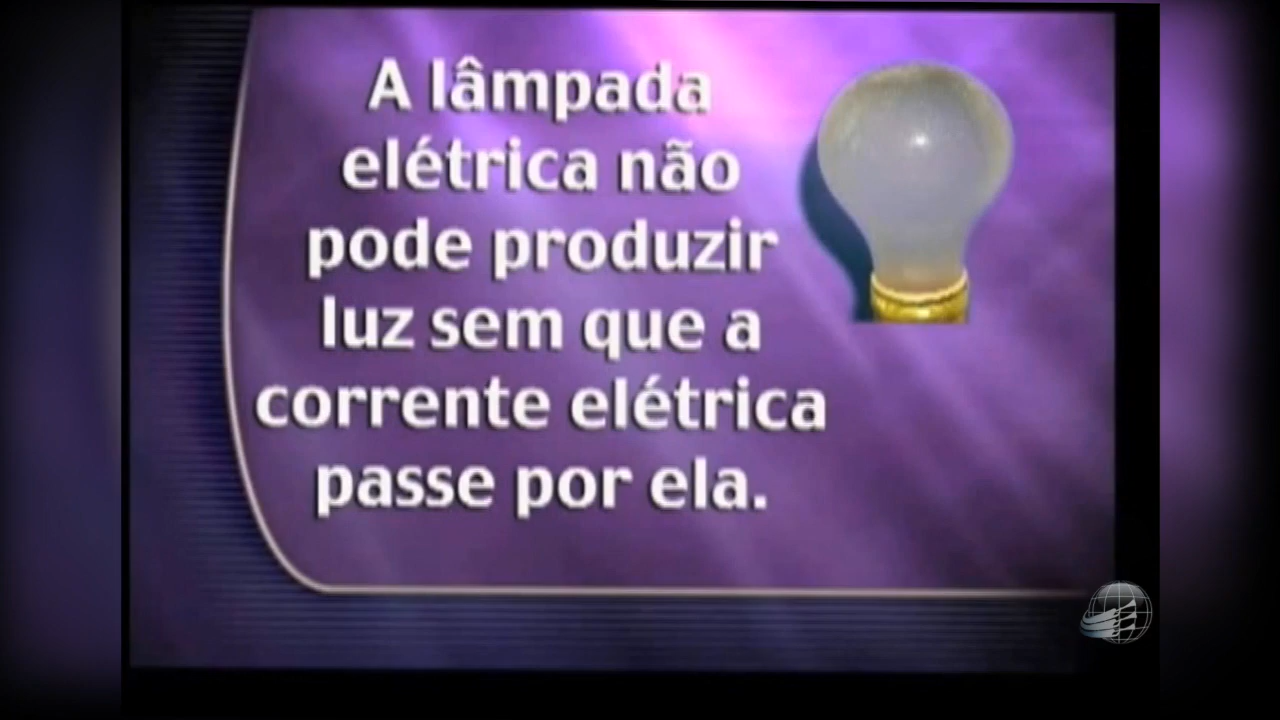 A lâmpada
elétrica não
pode produzir
luz sem que a
corrente elétrica
passe por ela.